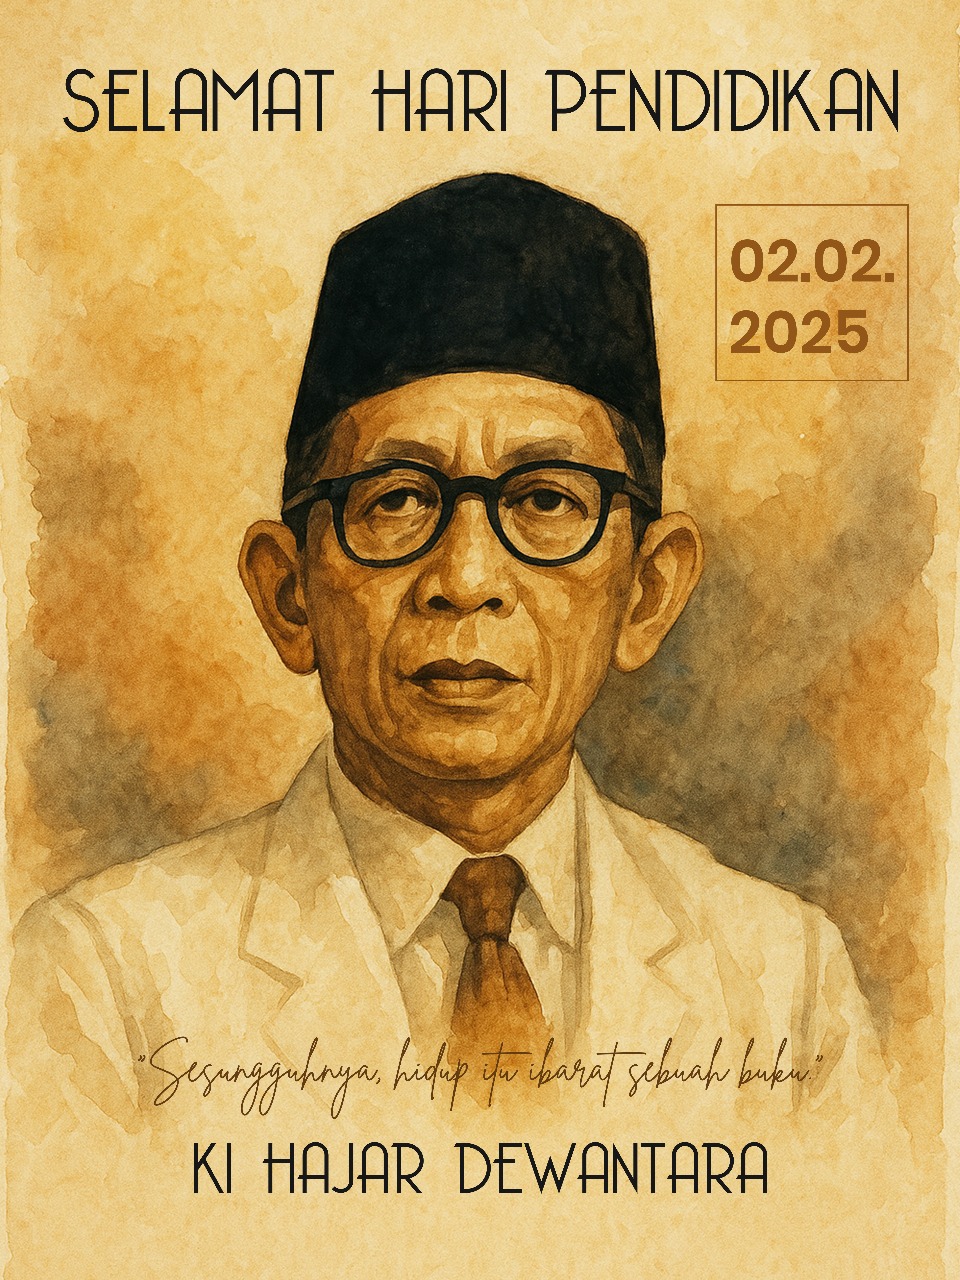 SELAMAT HARI PENDIDIKAN
02.02.
2025
"Sesungguhnya, hidup itu ibarat sebuah buku."
KI HAJAR DEWANTARA